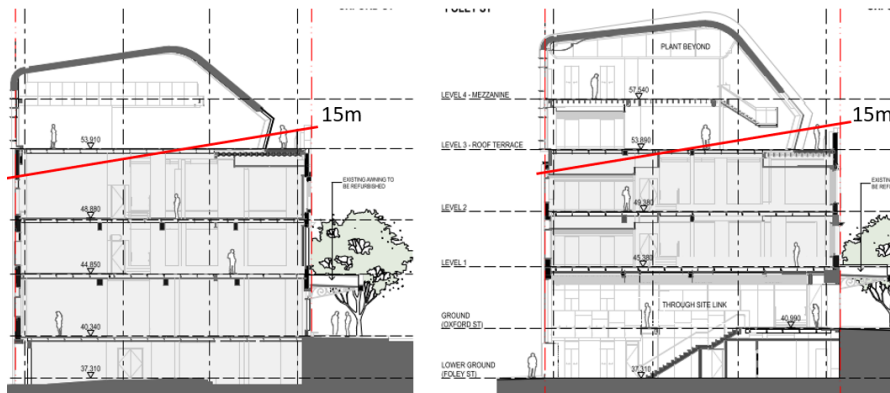 15m
53,910
EXISTING AWNING TO
BE REFURBISHED
48,880
44,850
40,340
37,310
FOLEY ST
PLANT BEYOND
57,540
LEVEL 4 - MEZZANINE
15m
53,890
LEVEL 3 - ROOF TERRACE
49,380
LEVEL 2
45,380
LEVEL 1
THROUGH SITE LINK
GROUND
(OXFORD ST)
40,990
LOWER GROUND
(FOLEY ST)
37,310